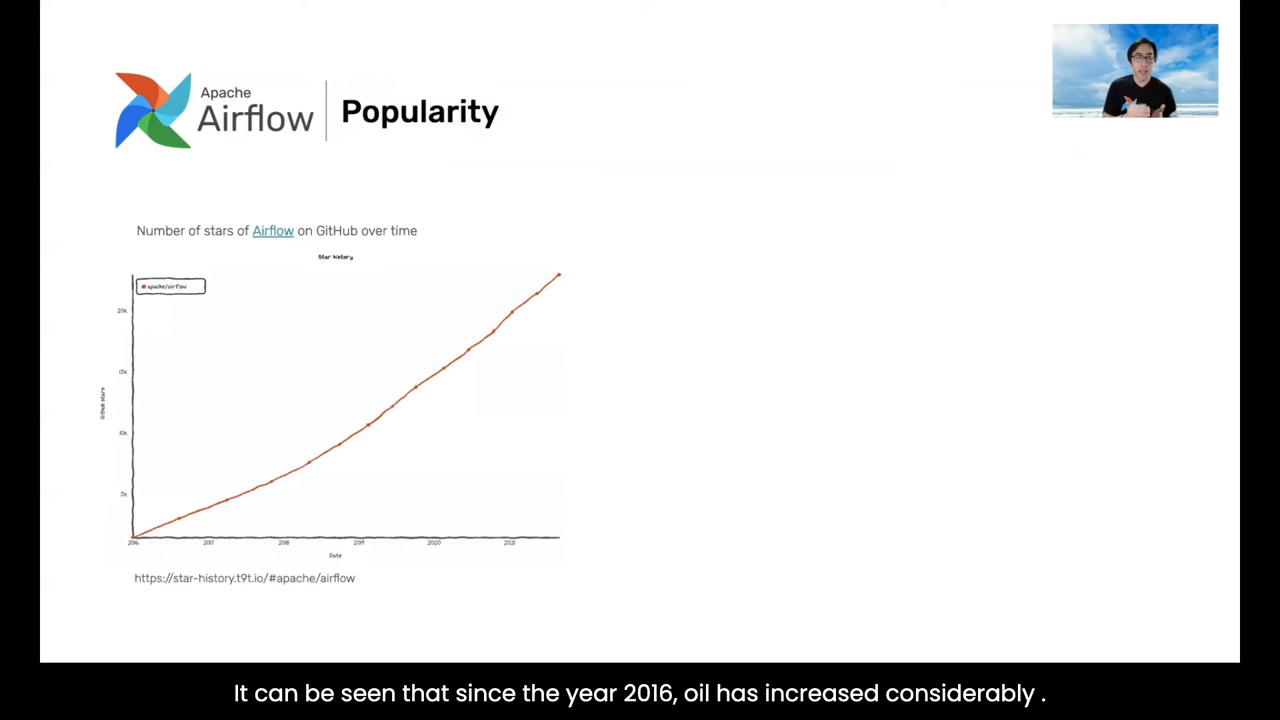 Apache
Airflow
Popularity
Number of stars of Airflow on GitHub over time
Star history
apache/airflow
20K
15K
10K
5K
GitHub stars
2016 2017 2018 2019 2020 2021
Date
https://star-history.t9t.io/#apache/airflow
It can be seen that since the year 2016, oil has increased considerably .